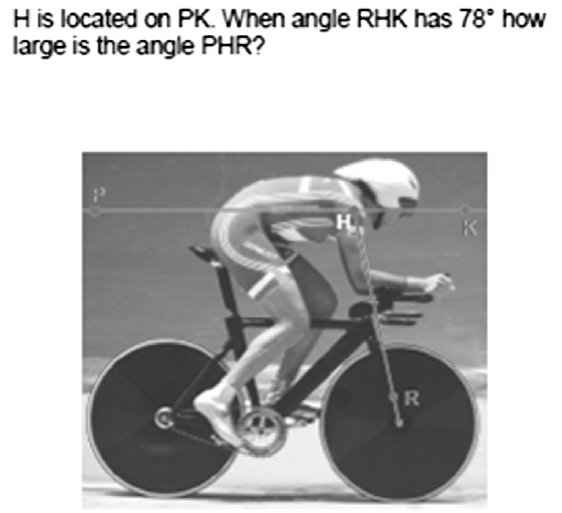 H is located on PK. When angle RHK has 78° how
large is the angle PHR?
P
H
K
R